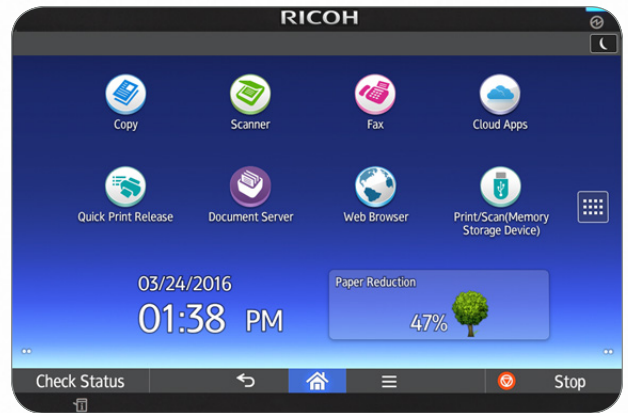 RICOH
Copy
Scanner
Fax
Cloud Apps
Quick Print Release
Document Server
Web Browser
Print/Scan(Memory
Storage Device)
03/24/2016
01:38 PM
Paper Reduction
47%
Check Status
Stop